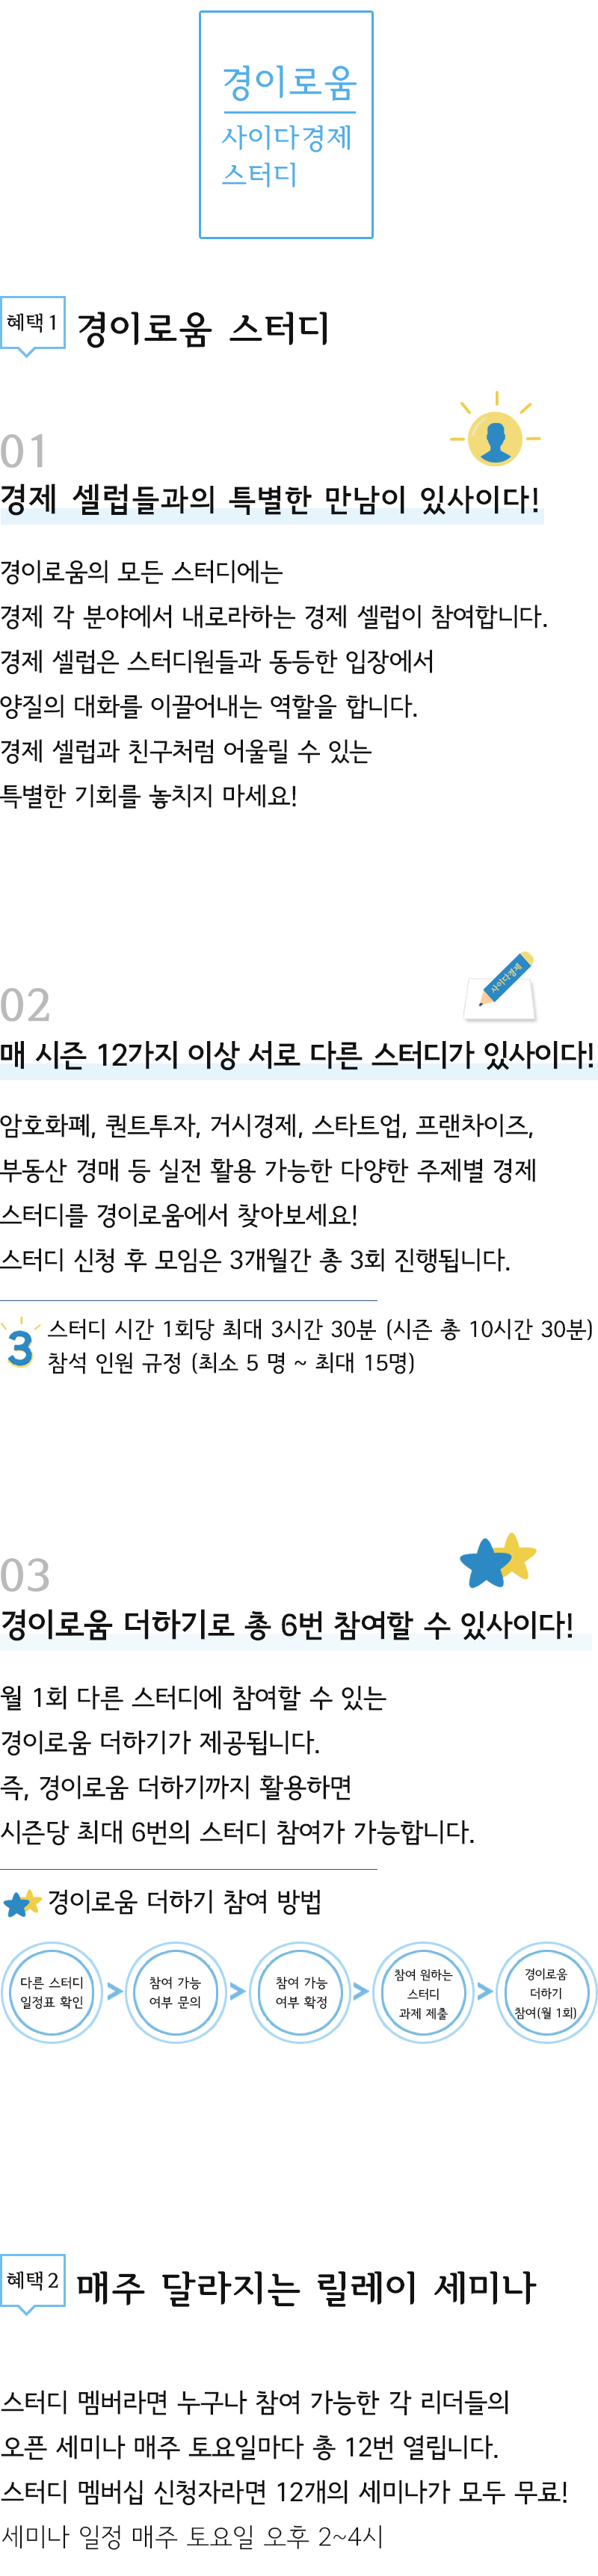 경이로움
사이다경제
스터디
혜택 1
경이로움 스터디
01
경제 셀럽들과의 특별한 만남이 있사이다!
경이로움의 모든 스터디에는
경제 각 분야에서 내로라하는 경제 셀럽이 참여합니다.
경제 셀럽은 스터디원들과 동등한 입장에서
양질의 대화를 이끌어내는 역할을 합니다.
경제 셀럽과 친구처럼 어울릴 수 있는
특별한 기회를 놓치지 마세요!
사이다경제
02
매 시즌 12가지 이상 서로 다른 스터디가 있사이다!
암호화폐, 퀀트투자, 거시경제, 스타트업, 프랜차이즈,
부동산 경매 등 실전 활용 가능한 다양한 주제별 경제
스터디를 경이로움에서 찾아보세요!
스터디 신청 후 모임은 3개월간 총 3회 진행됩니다.
3
스터디 시간 1회당 최대 3시간 30분 (시즌 총 10시간 30분)
참석 인원 규정 (최소 5 명 ~ 최대 15명)
03
경이로움 더하기로 총 6번 참여할 수 있사이다!
월 1회 다른 스터디에 참여할 수 있는
경이로움 더하기가 제공됩니다.
즉, 경이로움 더하기까지 활용하면
시즌당 최대 6번의 스터디 참여가 가능합니다.
경이로움 더하기 참여 방법
다른 스터디
일정표 확인
>
참여 가능
여부 문의
>
참여 가능
여부 확정
>
참여 원하는
스터디
과제 제출
>
경이로움
더하기
참여(월 1회)
혜택 2
매주 달라지는 릴레이 세미나
스터디 멤버라면 누구나 참여 가능한 각 리더들의
오픈 세미나 매주 토요일마다 총 12번 열립니다.
스터디 멤버십 신청자라면 12개의 세미나가 모두 무료!
세미나 일정 매주 토요일 오후 2~4시